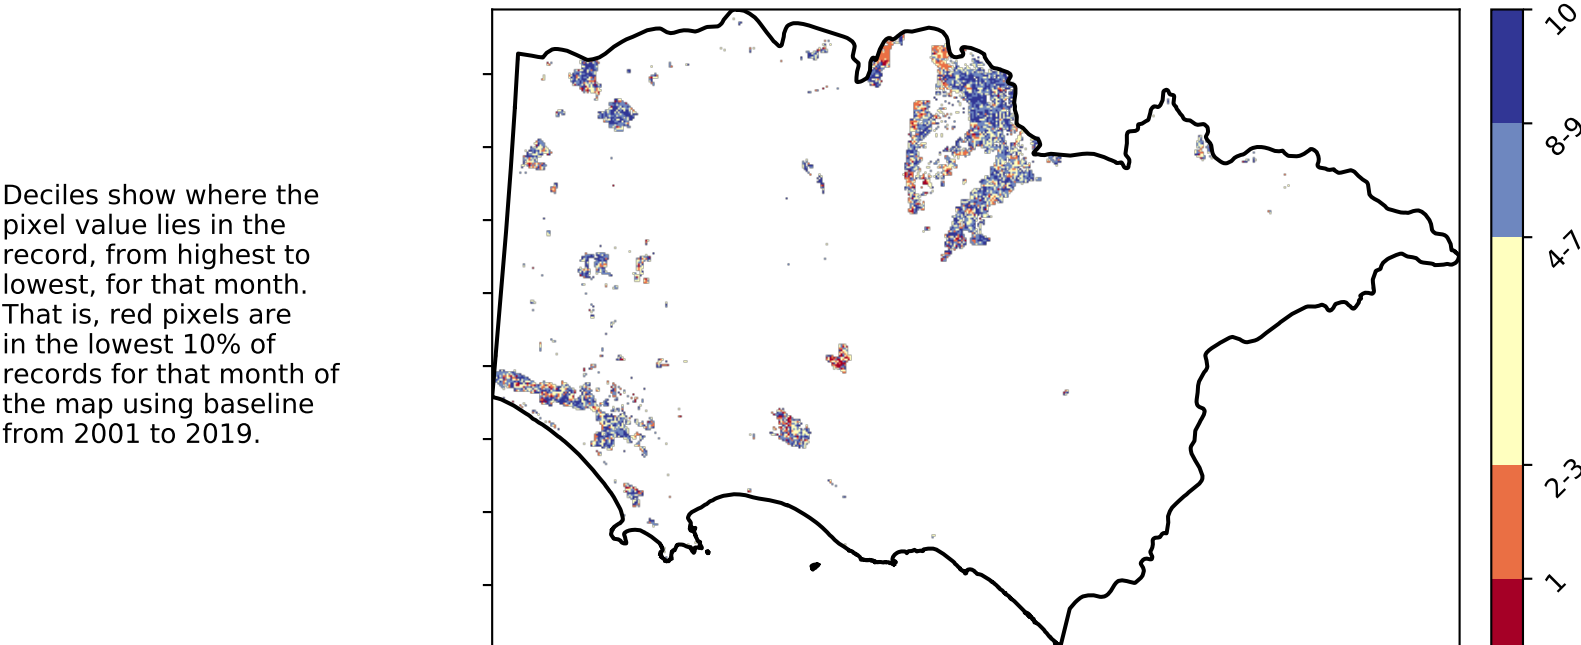 Deciles show where the
pixel value lies in the
record, from highest to
lowest, for that month.
That is, red pixels are
in the lowest 10% of
records for that month of
the map using baseline
from 2001 to 2019.
10
8-9
4-7
2-3
1